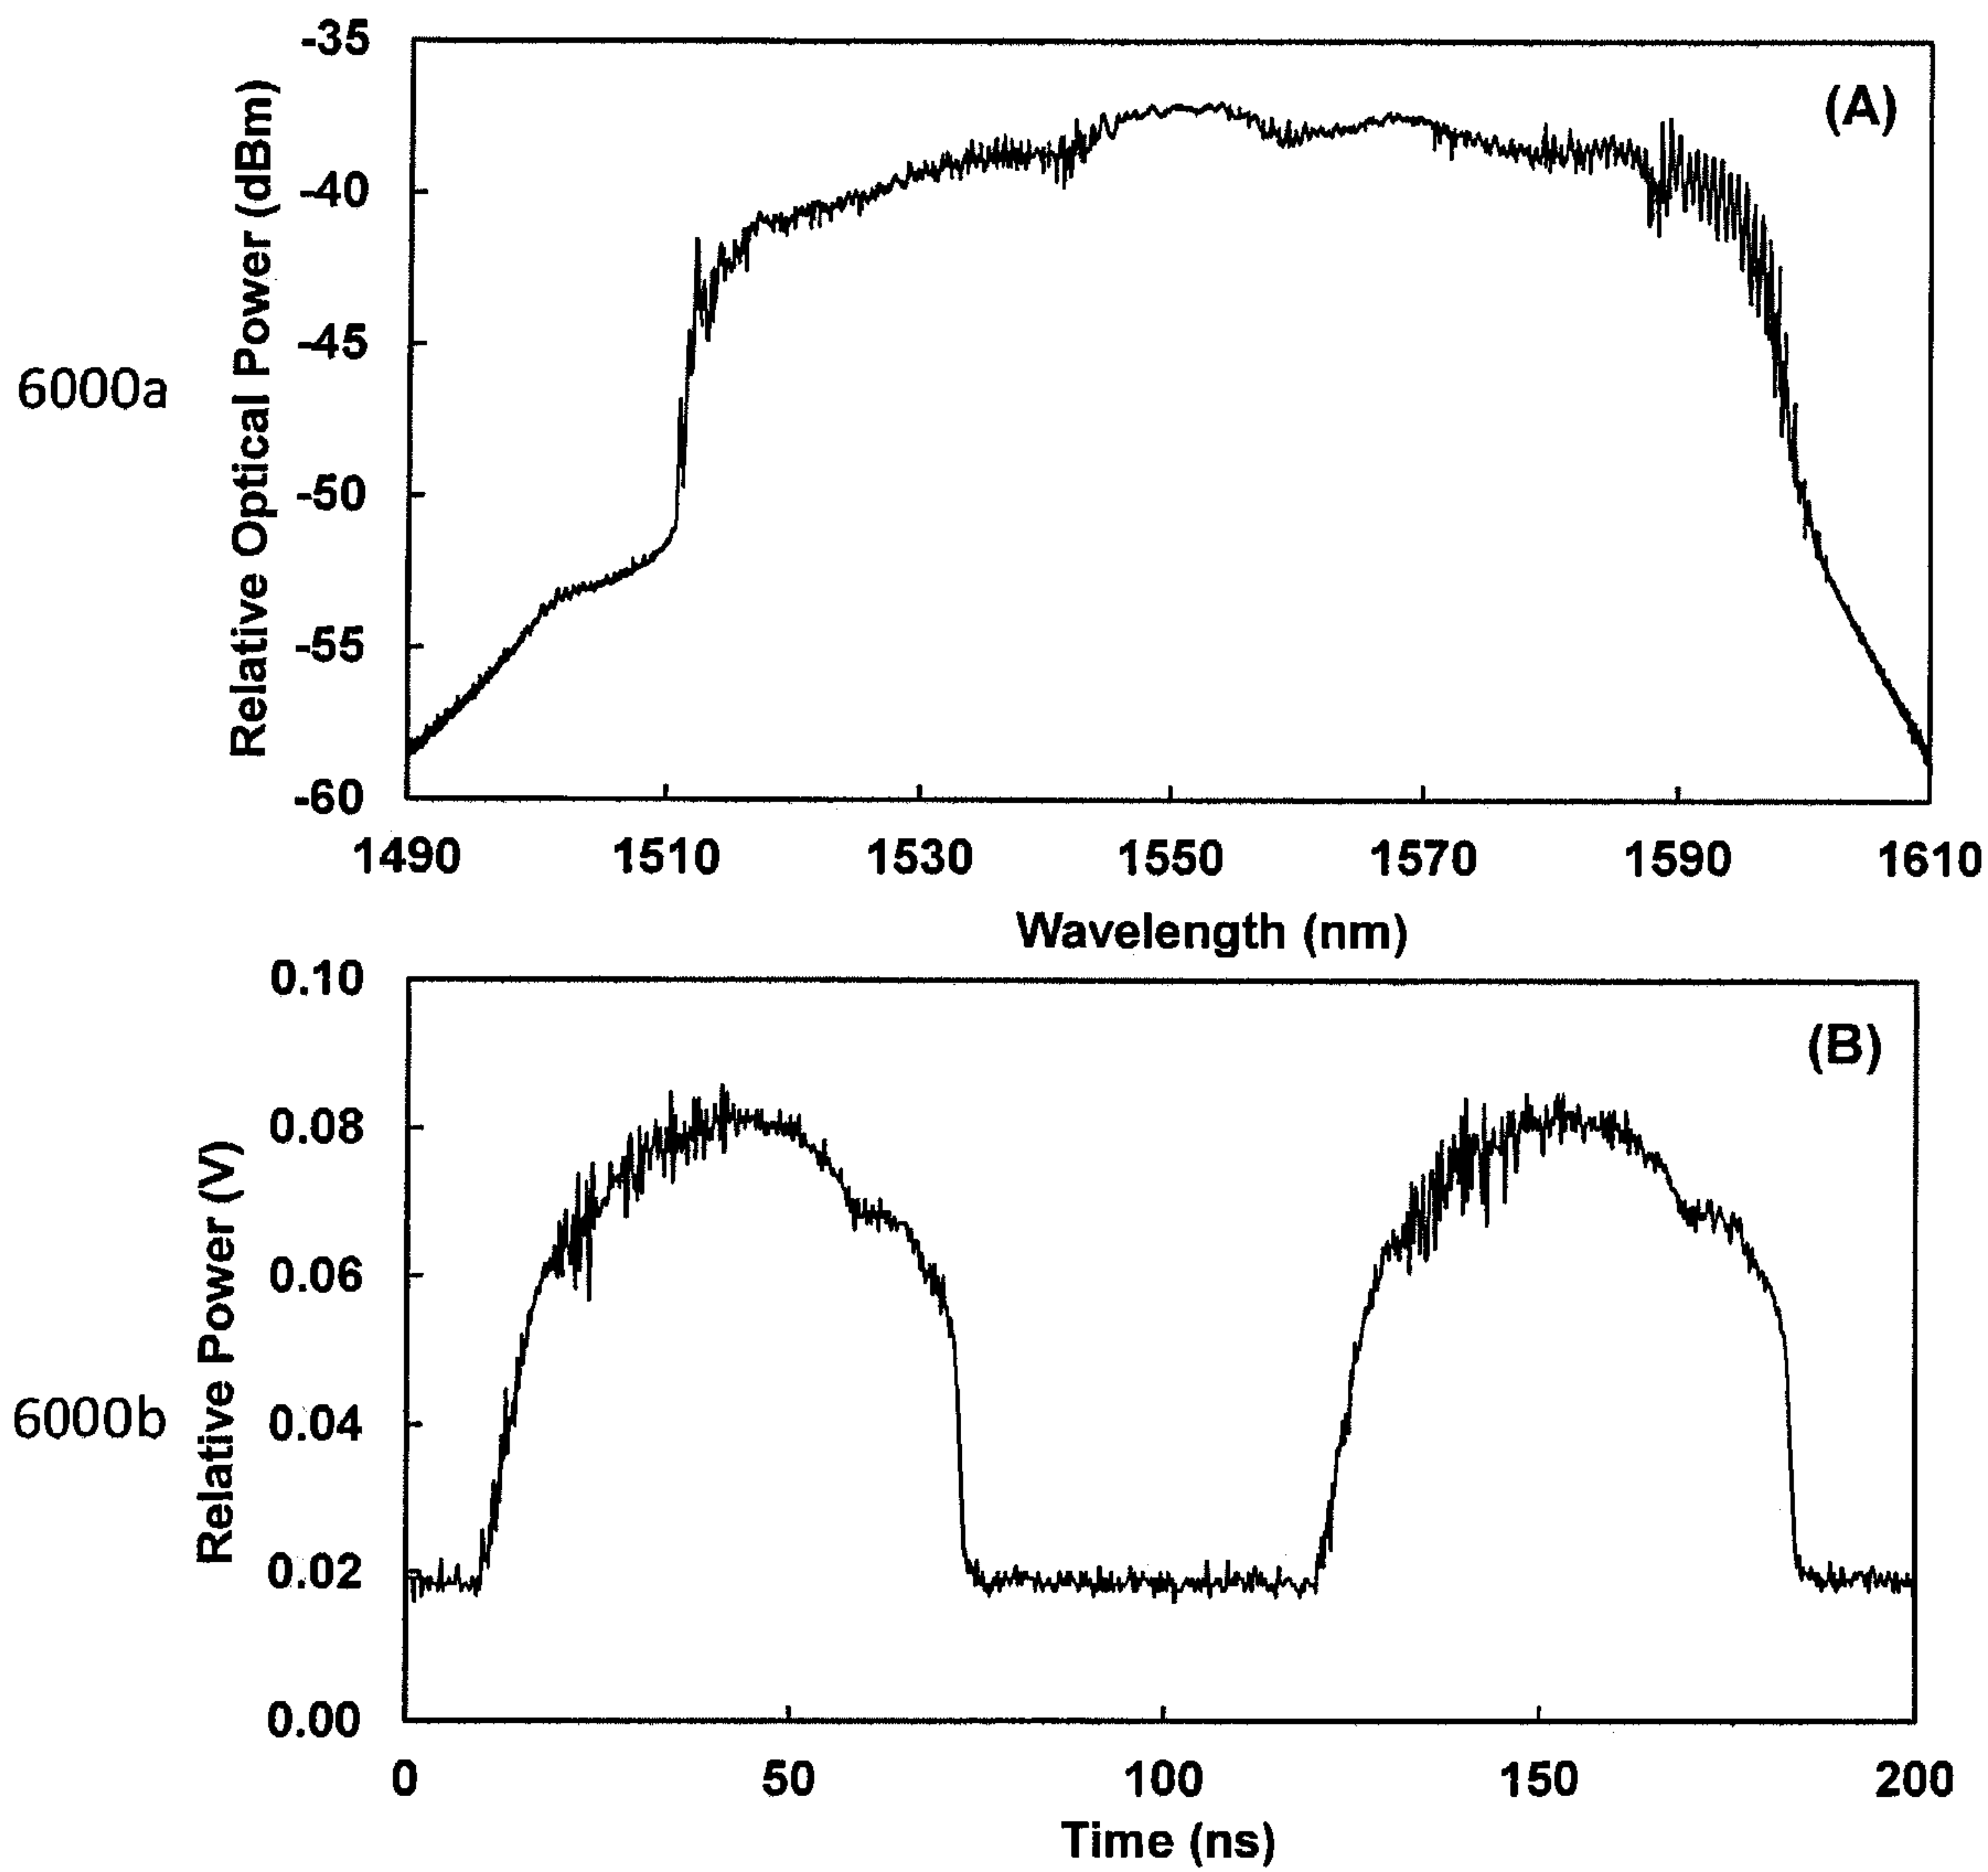 6000a
Relative Optical Power (dBm)
-35
-40
-45
-50
-55
-60
(A)
1490 1510 1530 1550 1570 1590 1610
Wavelength (nm)
6000b
Relative Power (V)
0.10
0.08
0.06
0.04
0.02
0.00
(B)
0 50 100 150 200
Time (ns)